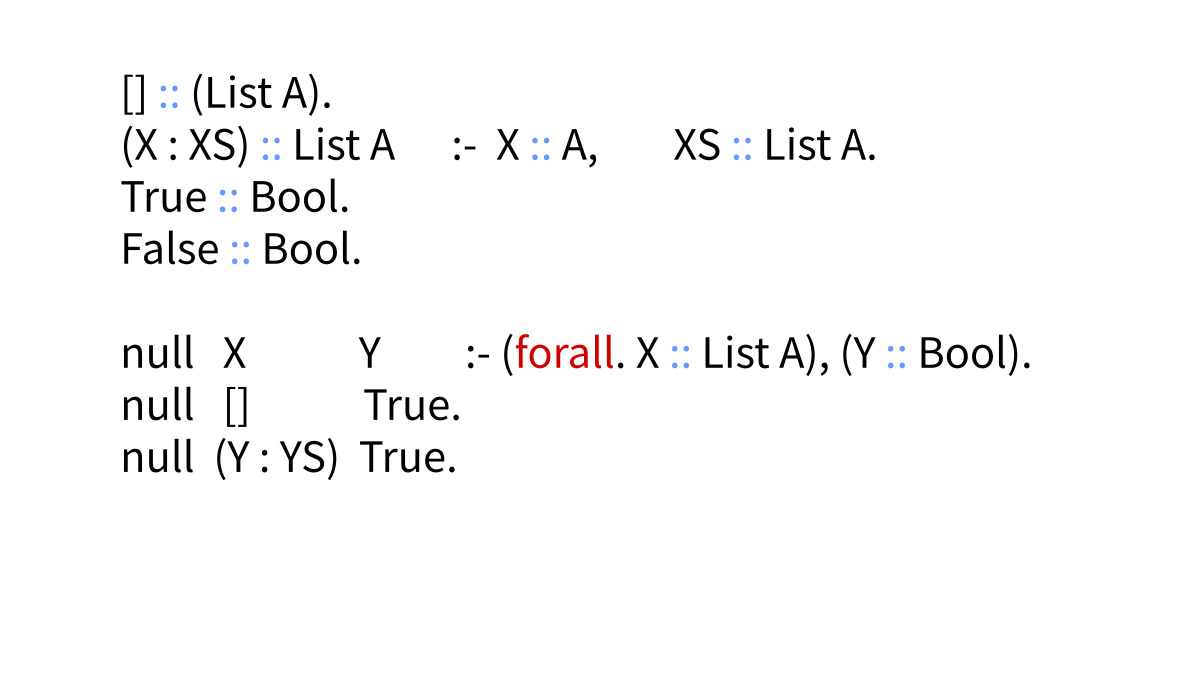 [] :: (List A).
(X : XS) :: List A :- X :: A, XS :: List A.
True :: Bool.
False :: Bool.
null X Y :- (forall. X :: List A), (Y :: Bool).
null [] True.
null (Y : YS) True.